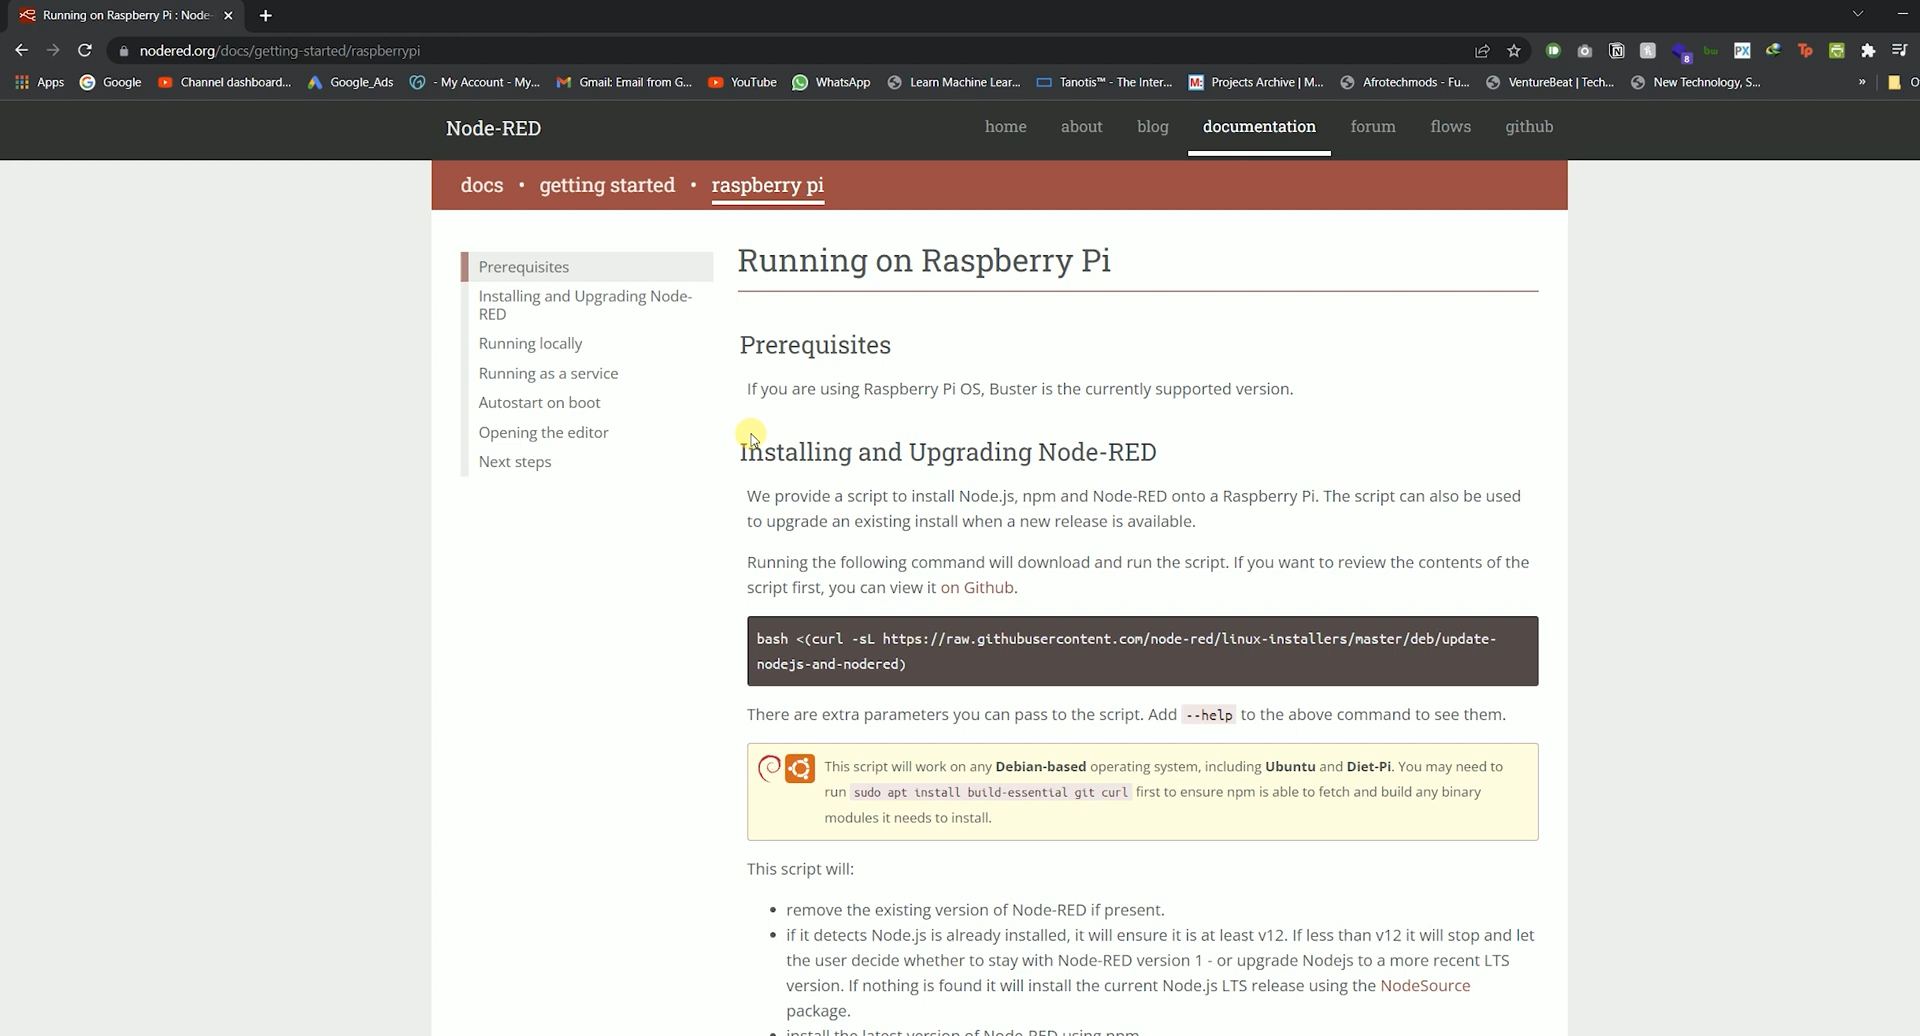 Running on Raspberry Pi : Node-
nodered.org/docs/getting-started/raspberrypi
8
PX
Tp
Apps
Google
Channel dashboard...
Google_Ads
- My Account - My...
Gmail: Email from G...
YouTube
WhatsApp
Learn Machine Lear...
Tanotis™ - The Inter...
Projects Archive | M...
Afrotechmods - Fu...
VentureBeat | Tech...
New Technology, S...
»
O
Node-RED
home
about
blog
documentation
forum
flows
github
docs • getting started • raspberry pi
Prerequisites
Installing and Upgrading Node-
RED
Running locally
Running as a service
Autostart on boot
Opening the editor
Next steps
Running on Raspberry Pi
Prerequisites
If you are using Raspberry Pi OS, Buster is the currently supported version.
Installing and Upgrading Node-RED
We provide a script to install Node.js, npm and Node-RED onto a Raspberry Pi. The script can also be used
to upgrade an existing install when a new release is available.
Running the following command will download and run the script. If you want to review the contents of the
script first, you can view it on Github.
bash <(curl -sL https://raw.githubusercontent.com/node-red/linux-installers/master/deb/update-
nodejs-and-nodered)
There are extra parameters you can pass to the script. Add --help to the above command to see them.
This script will work on any Debian-based operating system, including Ubuntu and Diet-Pi. You may need to
run sudo apt install build-essential git curl first to ensure npm is able to fetch and build any binary
modules it needs to install.
This script will:
• remove the existing version of Node-RED if present.
• if it detects Node.js is already installed, it will ensure it is at least v12. If less than v12 it will stop and let
the user decide whether to stay with Node-RED version 1 - or upgrade Nodejs to a more recent LTS
version. If nothing is found it will install the current Node.js LTS release using the NodeSource
package.
• install the latest version of Node-RED using npm